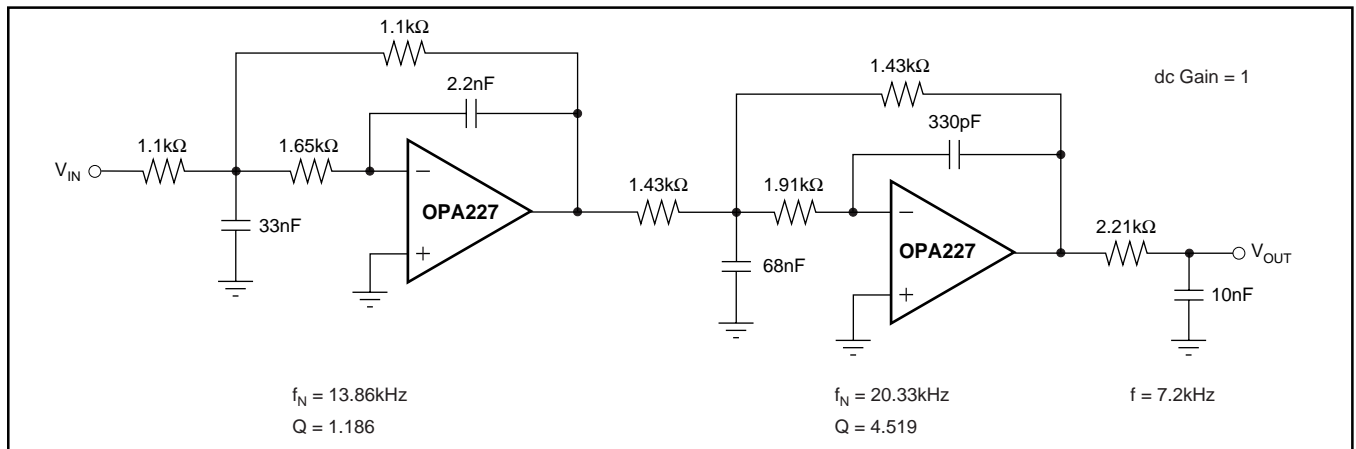 1.1kΩ
2.2nF
1.43kΩ
dc Gain = 1
330pF
1.1kΩ
1.65kΩ
V_IN
−
OPA227
+
33nF
1.43kΩ
1.91kΩ
−
OPA227
+
68nF
2.21kΩ
V_OUT
10nF
f_N = 13.86kHz
Q = 1.186
f_N = 20.33kHz
Q = 4.519
f = 7.2kHz